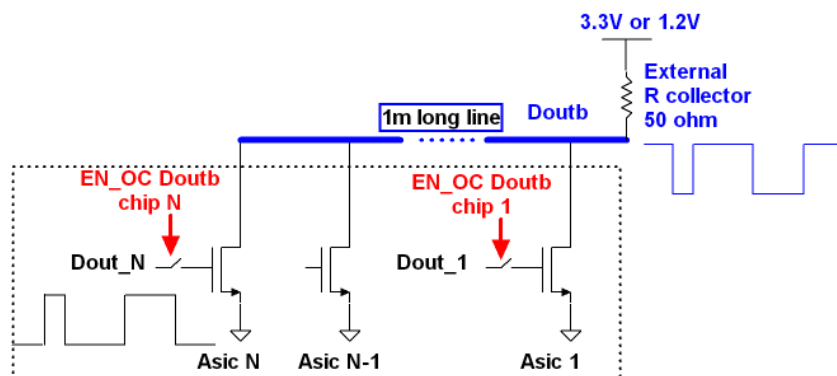 3.3V or 1.2V
External
R collector
50 ohm
1m long line
Doutb
EN_OC Doutb
chip N
EN_OC Doutb
chip 1
Dout_N
Dout_1
Asic N
Asic N-1
Asic 1